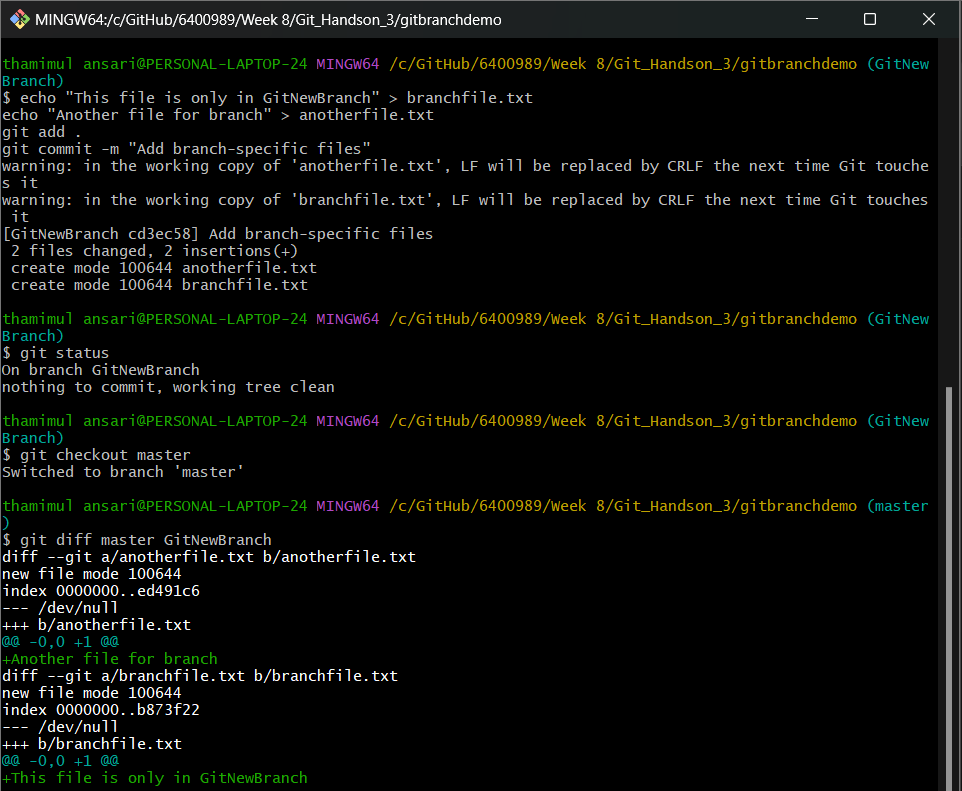 MINGW64:/c/GitHub/6400989/Week 8/Git_Handson_3/gitbranchdemo
thamimul ansari@PERSONAL-LAPTOP-24 MINGW64 /c/GitHub/6400989/Week 8/Git_Handson_3/gitbranchdemo (GitNew
Branch)
$ echo "This file is only in GitNewBranch" > branchfile.txt
echo "Another file for branch" > anotherfile.txt
git add .
git commit -m "Add branch-specific files"
warning: in the working copy of 'anotherfile.txt', LF will be replaced by CRLF the next time Git touche
s it
warning: in the working copy of 'branchfile.txt', LF will be replaced by CRLF the next time Git touches
 it
[GitNewBranch cd3ec58] Add branch-specific files
 2 files changed, 2 insertions(+)
 create mode 100644 anotherfile.txt
 create mode 100644 branchfile.txt
thamimul ansari@PERSONAL-LAPTOP-24 MINGW64 /c/GitHub/6400989/Week 8/Git_Handson_3/gitbranchdemo (GitNew
Branch)
$ git status
On branch GitNewBranch
nothing to commit, working tree clean
thamimul ansari@PERSONAL-LAPTOP-24 MINGW64 /c/GitHub/6400989/Week 8/Git_Handson_3/gitbranchdemo (GitNew
Branch)
$ git checkout master
Switched to branch 'master'
thamimul ansari@PERSONAL-LAPTOP-24 MINGW64 /c/GitHub/6400989/Week 8/Git_Handson_3/gitbranchdemo (master
)
$ git diff master GitNewBranch
diff --git a/anotherfile.txt b/anotherfile.txt
new file mode 100644
index 0000000..ed491c6
--- /dev/null
+++ b/anotherfile.txt
@@ -0,0 +1 @@
+Another file for branch
diff --git a/branchfile.txt b/branchfile.txt
new file mode 100644
index 0000000..b873f22
--- /dev/null
+++ b/branchfile.txt
@@ -0,0 +1 @@
+This file is only in GitNewBranch